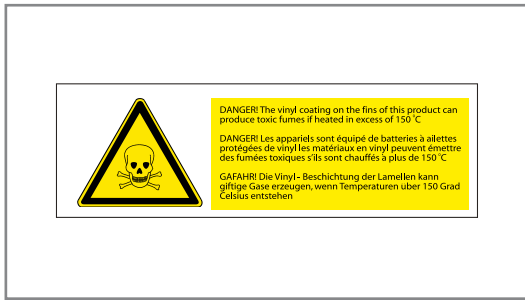 DANGER! The vinyl coating on the fins of this product can
produce toxic fumes if heated in excess of 150 ˚C
DANGER! Les appariels sont équipé de batteries à ailettes
protégées de vinyl les matériaux en vinyl peuvent émettre
des fumées toxiques s'ils sont chauffés à plus de 150 ˚C
GAFAHR! Die Vinyl - Beschichtung der Lamellen kann
giftige Gase erzeugen, wenn Temperaturen uber 150 Grad
Celsius entstehen